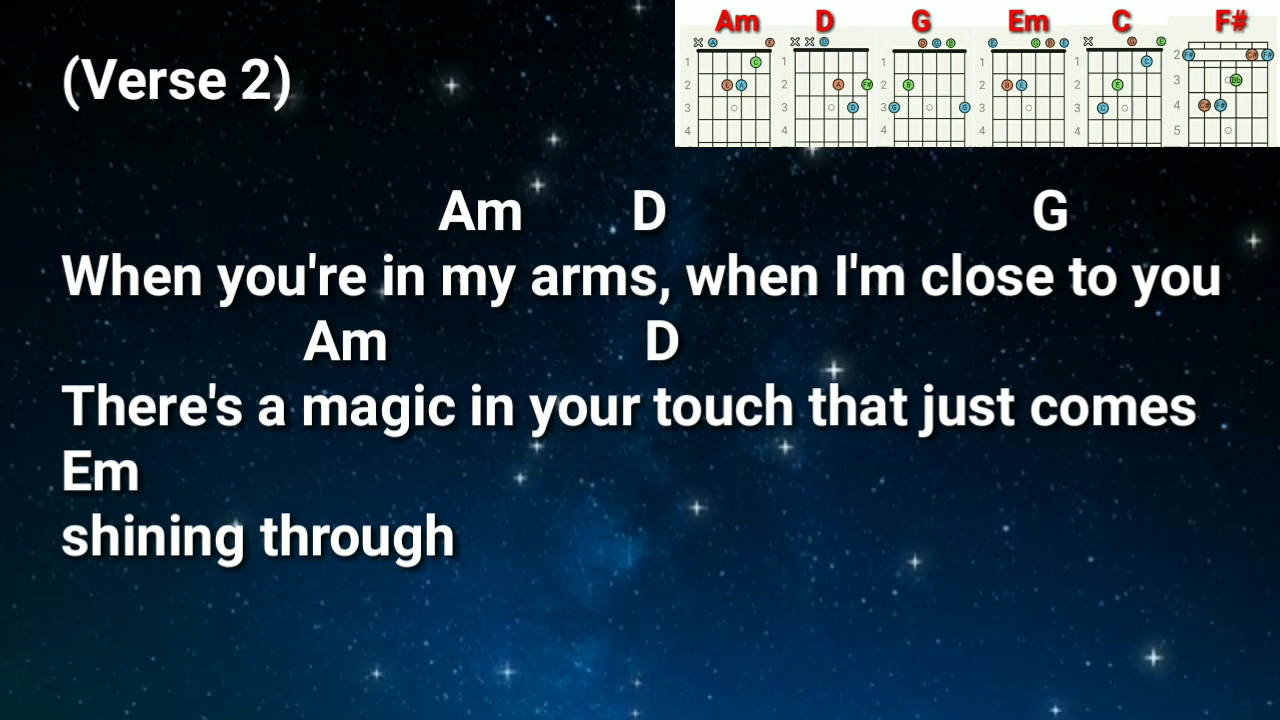 Am D G Em C F#
(Verse 2)
Am D G
When you're in my arms, when I'm close to you
Am D
There's a magic in your touch that just comes
Em
shining through